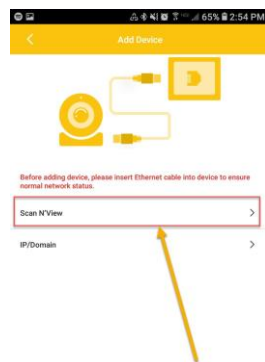 65% 2:54 PM
Add Device
Before adding device, please insert Ethernet cable into device to ensure
normal network status.
Scan N'View
IP/Domain